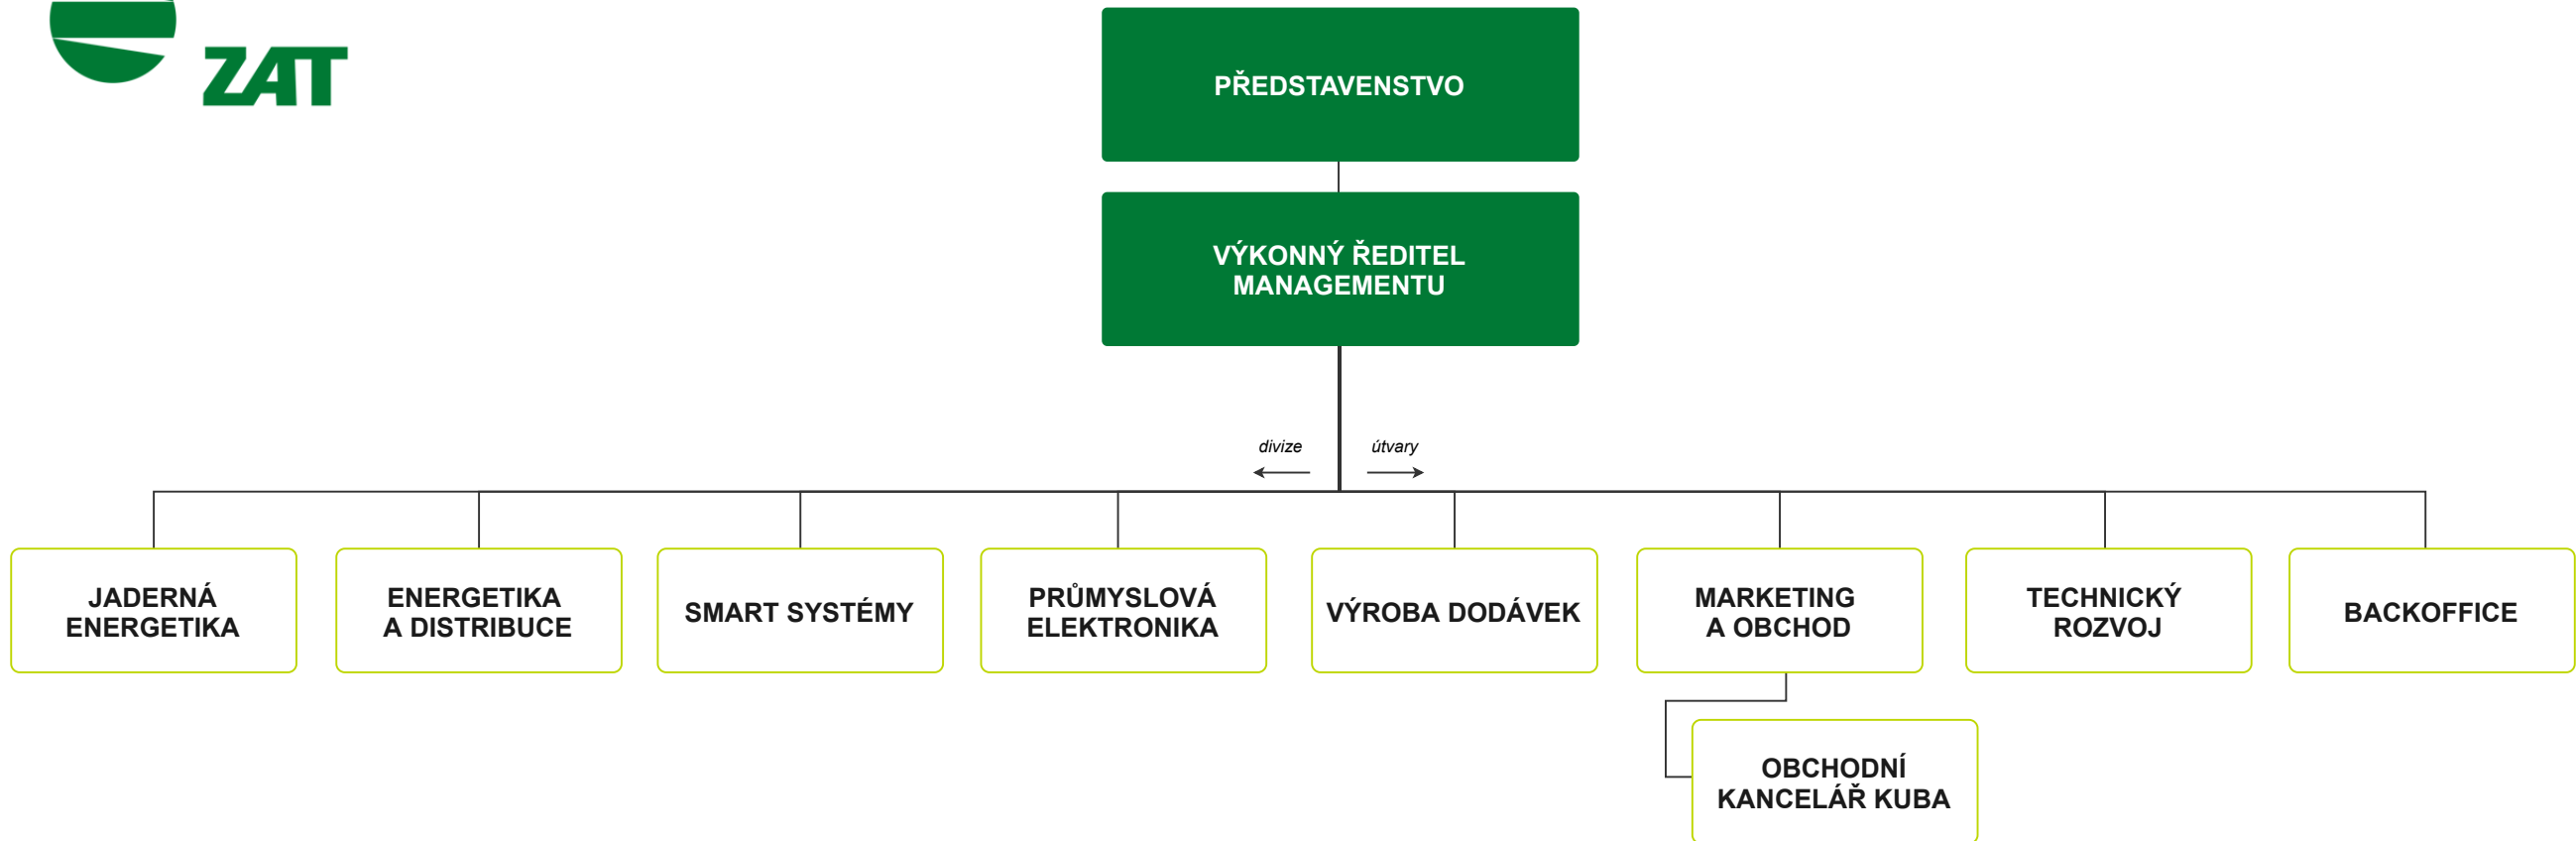 ZAT
PŘEDSTAVENSTVO
VÝKONNÝ ŘEDITEL
MANAGEMENTU
divize
útvary
JADERNÁ
ENERGETIKA
ENERGETIKA
A DISTRIBUCE
SMART SYSTÉMY
PRŮMYSLOVÁ
ELEKTRONIKA
VÝROBA DODÁVEK
MARKETING
A OBCHOD
TECHNICKÝ
ROZVOJ
BACKOFFICE
OBCHODNÍ
KANCELÁŘ KUBA